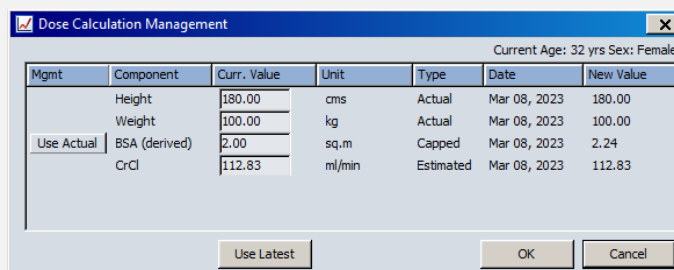 Dose Calculation Management
Current Age: 32 yrs Sex: Female
Mgmt Component Curr. Value Unit Type Date New Value
Height 180.00 cms Actual Mar 08, 2023 180.00
Weight 100.00 kg Actual Mar 08, 2023 100.00
Use Actual BSA (derived) 2.00 sq.m Capped Mar 08, 2023 2.24
CrCl 112.83 ml/min Estimated Mar 08, 2023 112.83
Use Latest OK Cancel